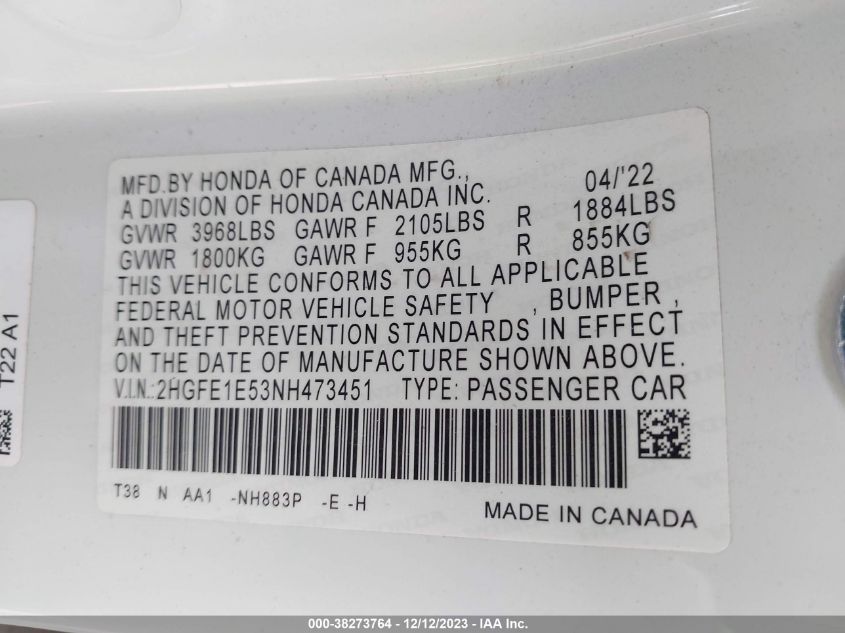 MFD.BY HONDA OF CANADA MFG., 04/'22
A DIVISION OF HONDA CANADA INC.
GVWR 3968LBS GAWR F 2105LBS R 1884LBS
GVWR 1800KG GAWR F 955KG R 855KG
THIS VEHICLE CONFORMS TO ALL APPLICABLE
FEDERAL MOTOR VEHICLE SAFETY , BUMPER ,
AND THEFT PREVENTION STANDARDS IN EFFECT
ON THE DATE OF MANUFACTURE SHOWN ABOVE.
V.I.N.:2HGFE1E53NH473451 TYPE: PASSENGER CAR
T38 N AA1 -NH883P -E -H
MADE IN CANADA
T22 A1
000-38273764 - 12/12/2023 - IAA Inc.